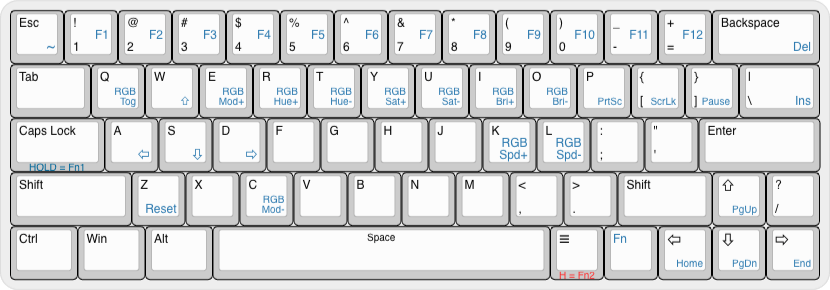 Esc ~
! 1 F1
@ 2 F2
# 3 F3
$ 4 F4
% 5 F5
^ 6 F6
& 7 F7
* 8 F8
( 9 F9
) 0 F10
_ - F11
+ = F12
Backspace Del
Tab
Q RGB Tog
W ⇧
E RGB Mod+
R RGB Hue+
T RGB Hue-
Y RGB Sat+
U RGB Sat-
I RGB Bri+
O RGB Bri-
P PrtSc
{ [ ScrLk
} ] Pause
| \ Ins
Caps Lock HOLD = Fn1
A ⇦
S ⇩
D ⇨
F
G
H
J
K RGB Spd+
L RGB Spd-
: ;
" '
Enter
Shift
Z Reset
X
C RGB Mod-
V
B
N
M
< ,
> .
Shift
⇧ PgUp
? /
Ctrl
Win
Alt
Space
≡ H = Fn2
Fn
⇦ Home
⇩ PgDn
⇨ End